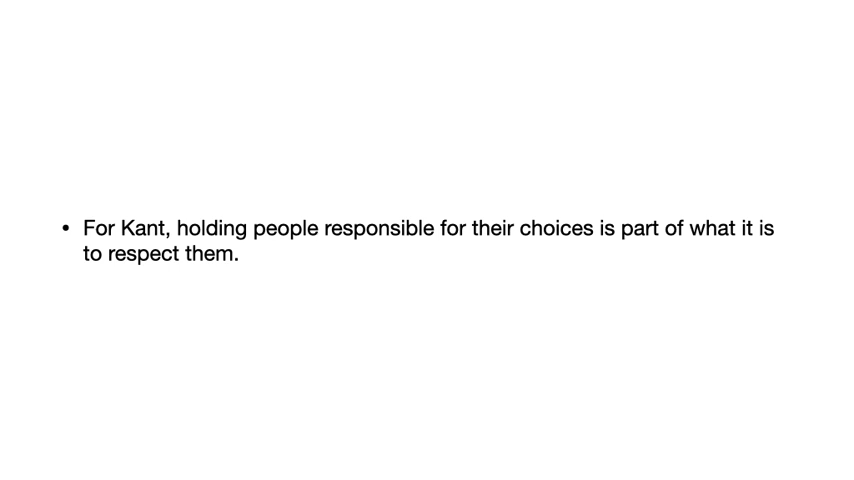 • For Kant, holding people responsible for their choices is part of what it is
to respect them.